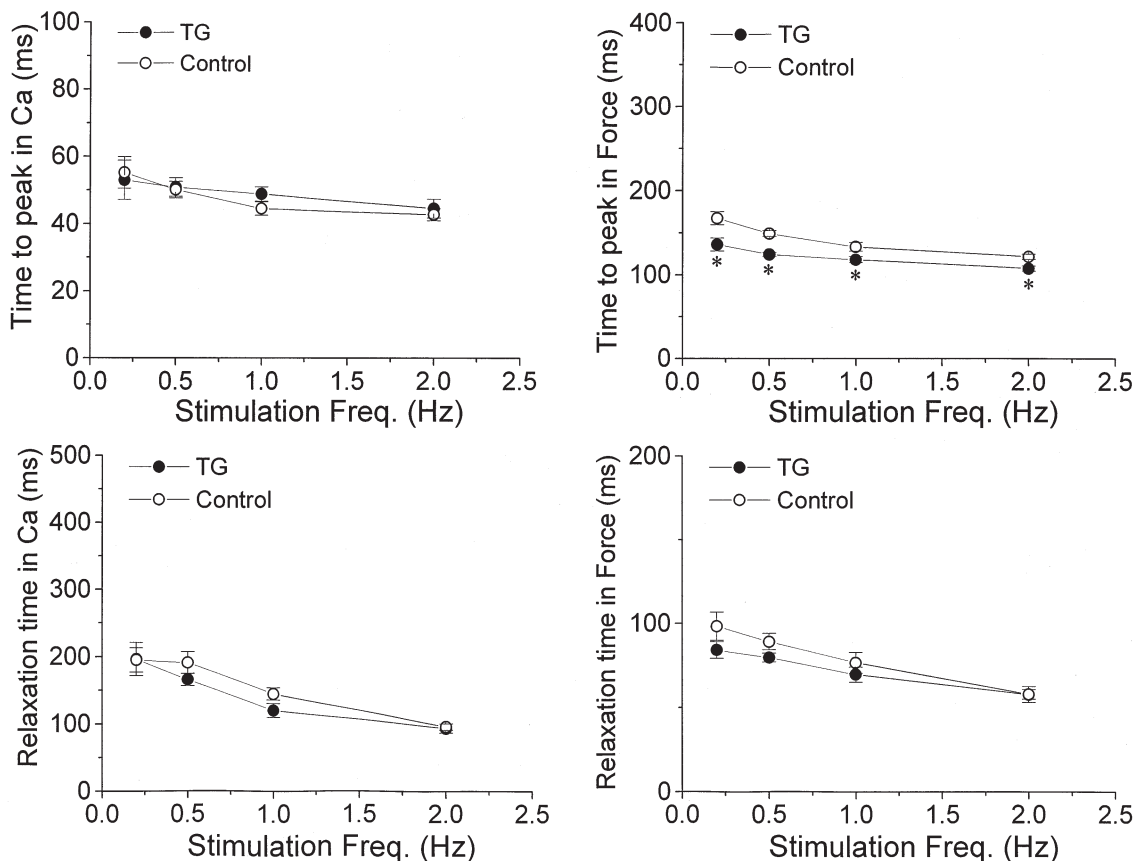 Time to peak in Ca (ms)
100
80
60
40
20
0
TG
Control
0.0 0.5 1.0 1.5 2.0 2.5
Stimulation Freq. (Hz)
Time to peak in Force (ms)
400
300
200
100
0
TG
Control
* * * *
0.0 0.5 1.0 1.5 2.0 2.5
Stimulation Freq. (Hz)
Relaxation time in Ca (ms)
500
400
300
200
100
0
TG
Control
0.0 0.5 1.0 1.5 2.0 2.5
Stimulation Freq. (Hz)
Relaxation time in Force (ms)
200
100
0
TG
Control
0.0 0.5 1.0 1.5 2.0 2.5
Stimulation Freq. (Hz)